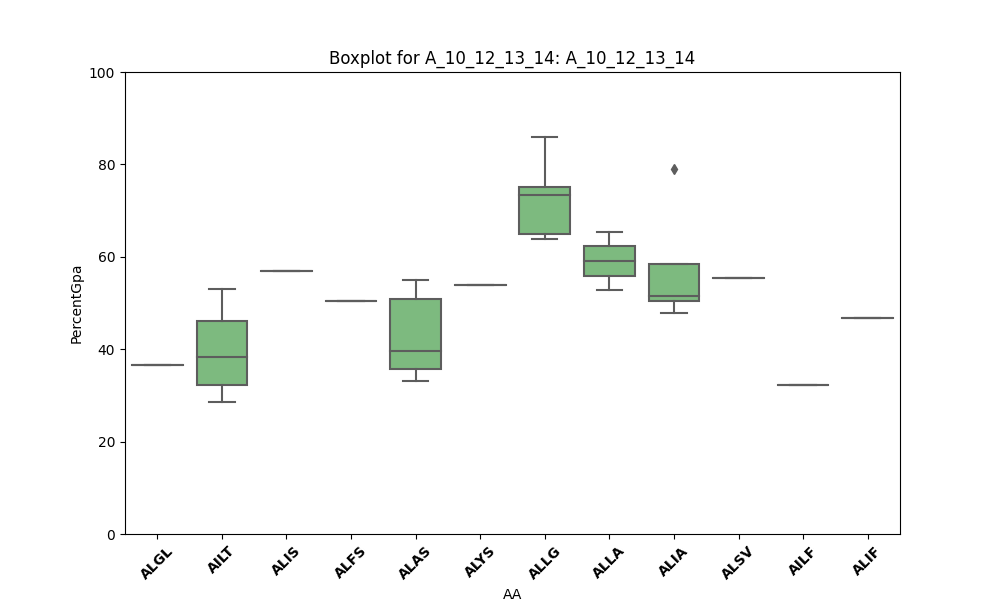 Boxplot for A_10_12_13_14: A_10_12_13_14
100
80
60
40
20
0
PercentGpa
ALGL AILT ALIS ALFS ALAS ALYS ALLG ALLA ALIA ALSV AILF ALIF
AA